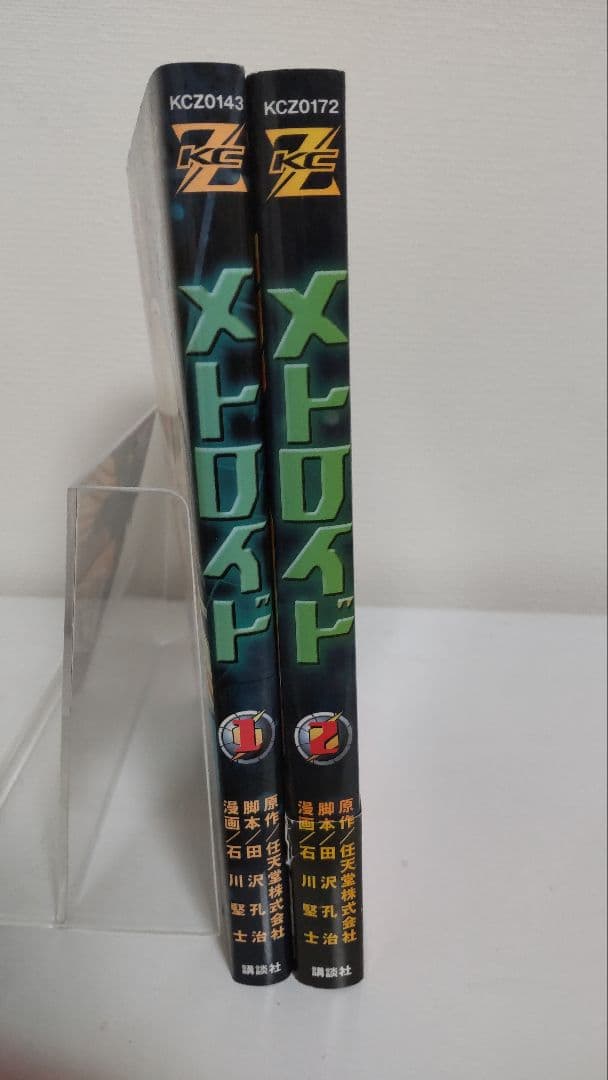 KCZ0143
KCZ
メトロイド
1
原作/任天堂株式会社
脚本/田沢孔治
漫画/石川堅士
講談社
KCZ0172
KCZ
メトロイド
2
原作/任天堂株式会社
脚本/田沢孔治
漫画/石川堅士
講談社